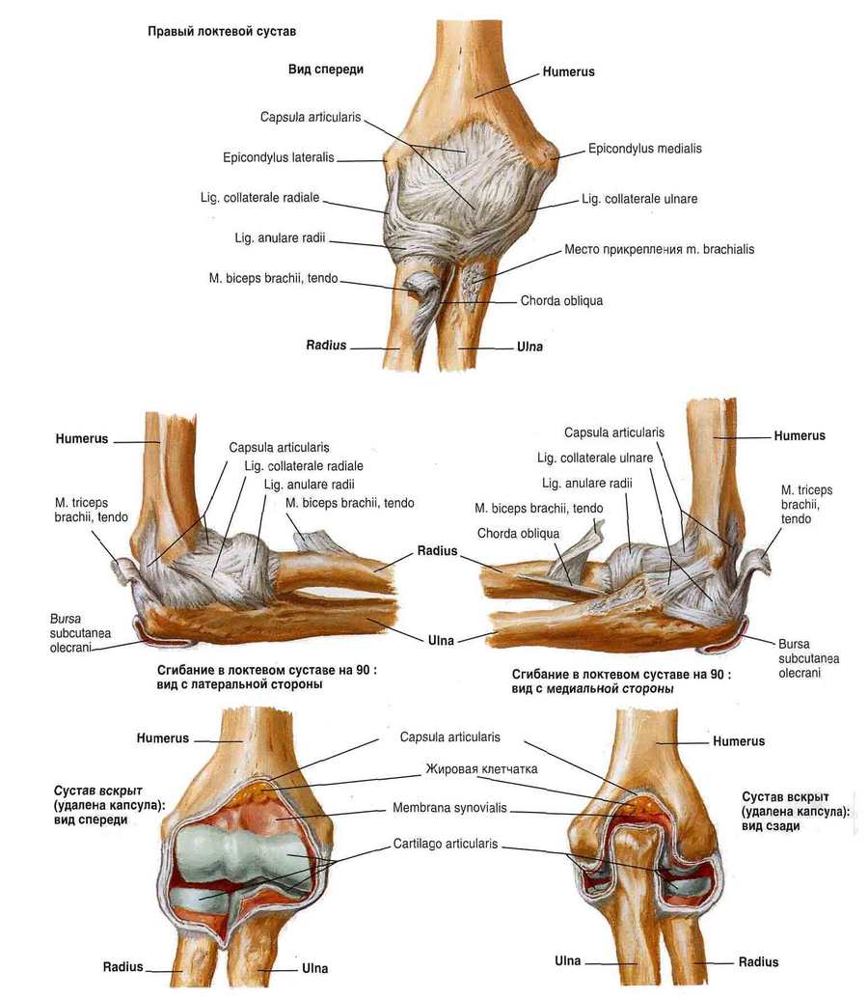 Правый локтевой сустав
Вид спереди
Humerus
Capsula articularis
Epicondylus lateralis
Epicondylus medialis
Lig. collaterale radiale
Lig. collaterale ulnare
Lig. anulare radii
Место прикрепления m. brachialis
M. biceps brachii, tendo
Chorda obliqua
Radius
Ulna
Humerus
Capsula articularis
Lig. collaterale radiale
Lig. anulare radii
M. biceps brachii, tendo
M. triceps
brachii, tendo
Bursa
subcutanea
olecrani
Radius
Ulna
Capsula articularis
Lig. collaterale ulnare
Lig. anulare radii
M. biceps brachii, tendo
Chorda obliqua
Humerus
M. triceps
brachii,
tendo
Bursa
subcutanea
olecrani
Сгибание в локтевом суставе на 90 :
вид с латеральной стороны
Сгибание в локтевом суставе на 90 :
вид с медиальной стороны
Humerus
Capsula articularis
Жировая клетчатка
Membrana synovialis
Cartilago articularis
Humerus
Сустав вскрыт
(удалена капсула):
вид спереди
Сустав вскрыт
(удалена капсула):
вид сзади
Radius
Ulna
Ulna
Radius